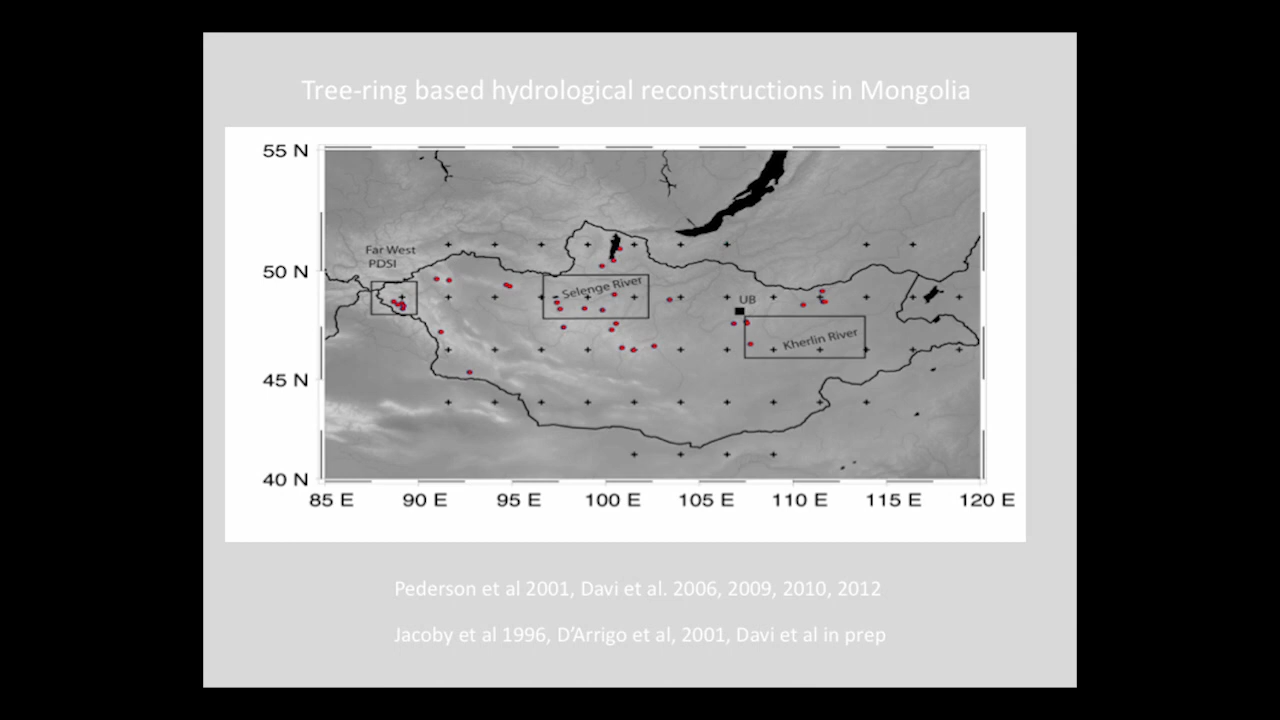 Tree-ring based hydrological reconstructions in Mongolia
55 N
50 N
45 N
40 N
Far West
PDSI
Selenge River
UB
Kherlin River
85 E 90 E 95 E 100 E 105 E 110 E 115 E 120 E
Pederson et al 2001, Davi et al. 2006, 2009, 2010, 2012
Jacoby et al 1996, D’Arrigo et al, 2001, Davi et al in prep